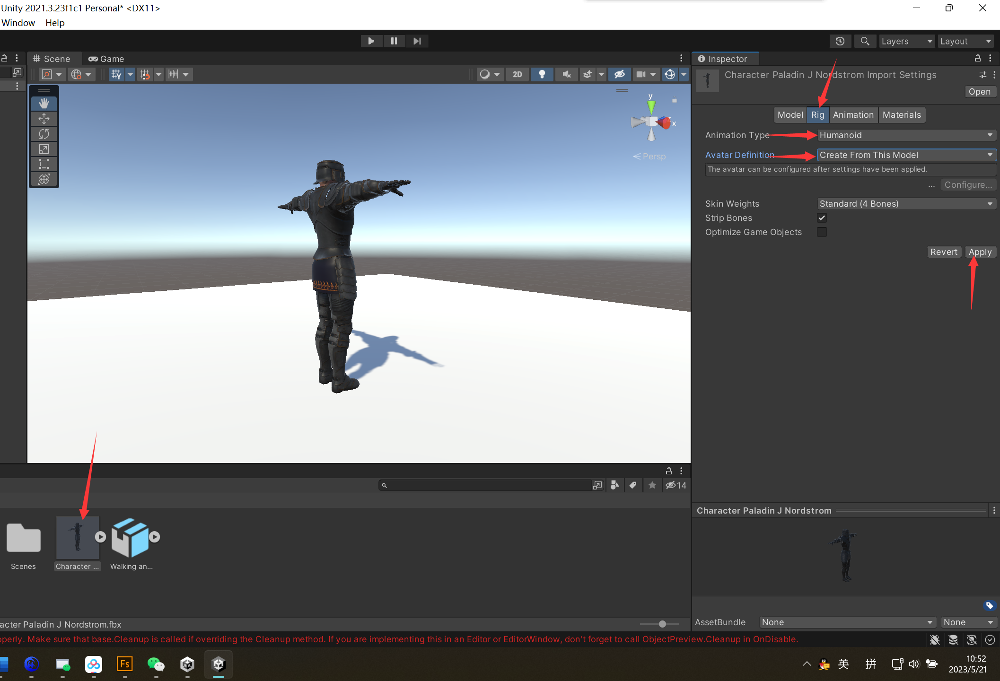 Unity 2021.3.23f1c1 Personal* <DX11>
Window Help
Layers Layout
Scene Game
Inspector
2D
Character Paladin J Nordstrom Import Settings
Open
y
x
Persp
Model Rig Animation Materials
Animation Type Humanoid
Avatar Definition Create From This Model
The avatar can be configured after settings have been applied.
... Configure...
Skin Weights Standard (4 Bones)
Strip Bones
Optimize Game Objects
Revert Apply
14
Scenes Character ... Walking an...
Character Paladin J Nordstrom
acter Paladin J Nordstrom.fbx
AssetBundle None None
operly. Make sure that base.Cleanup is called if overriding the Cleanup method. If you are implementing this in an Editor or EditorWindow, don't forget to call ObjectPreview.Cleanup in OnDisable.
Fs
英 拼
10:52
2023/5/21